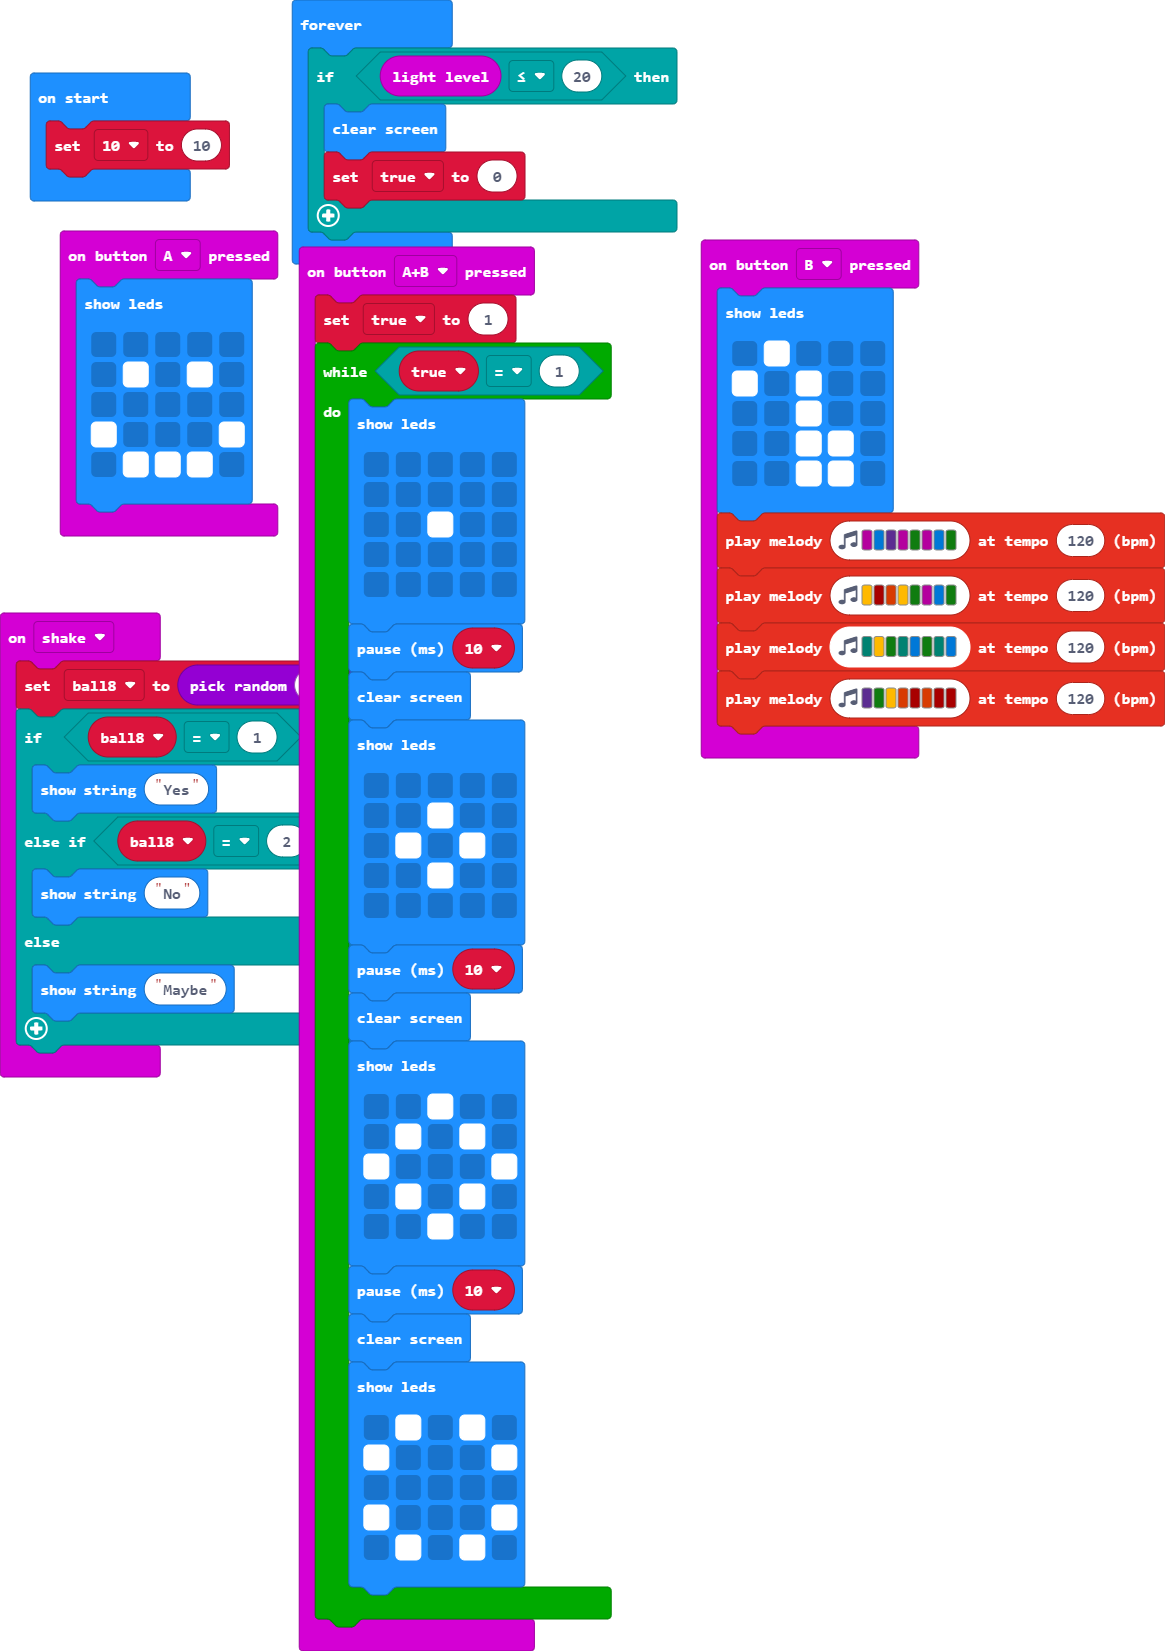 forever
if light level ≤ 20 then
clear screen
set true to 0
on start
set 10 to 10
on button A pressed
show leds
on shake
set ball8 to pick random
if ball8 = 1
show string "Yes"
else if ball8 = 2
show string "No"
else
show string "Maybe"
on button A+B pressed
set true to 1
while true = 1
do
show leds
pause (ms) 10
clear screen
show leds
pause (ms) 10
clear screen
show leds
pause (ms) 10
clear screen
show leds
on button B pressed
show leds
play melody at tempo 120 (bpm)
play melody at tempo 120 (bpm)
play melody at tempo 120 (bpm)
play melody at tempo 120 (bpm)